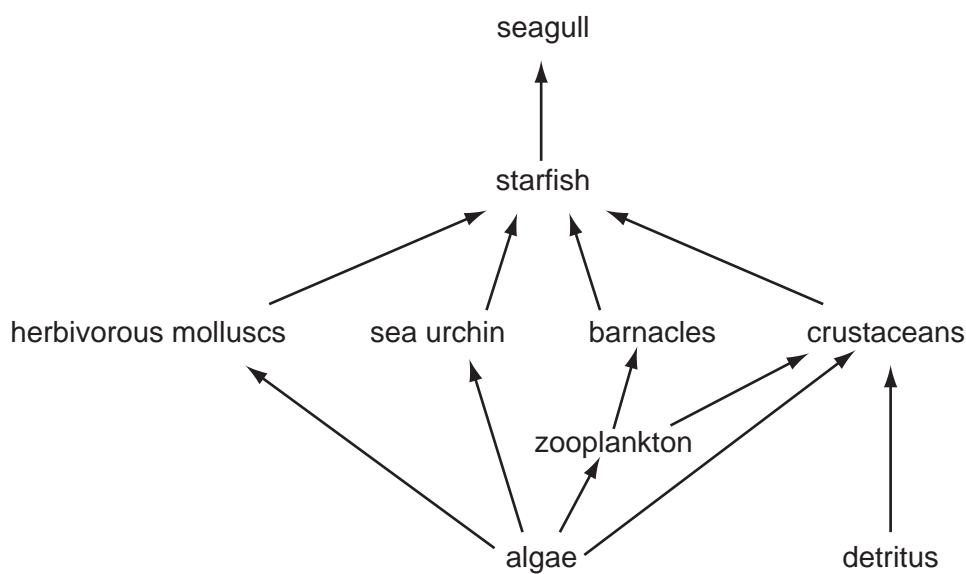 seagull
starfish
herbivorous molluscs
sea urchin
barnacles
crustaceans
zooplankton
algae
detritus